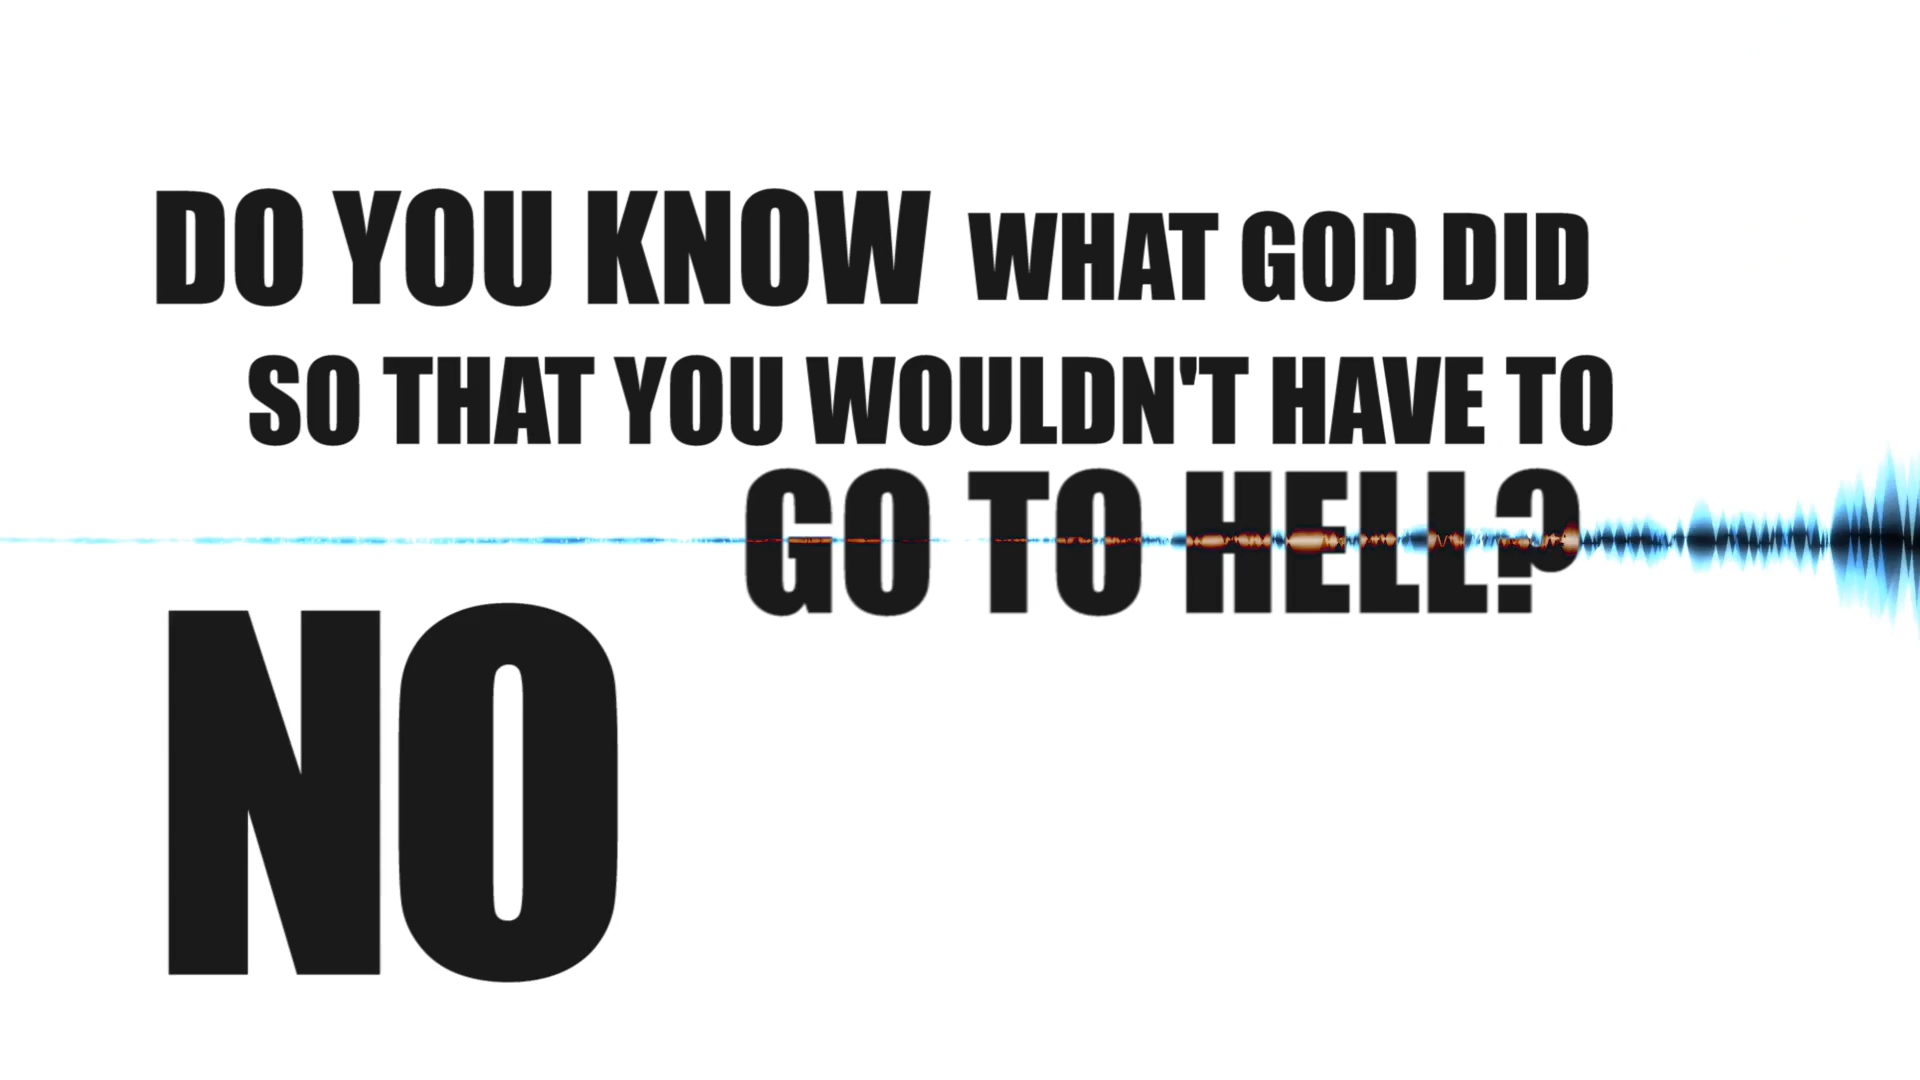 DO YOU KNOW WHAT GOD DID
SO THAT YOU WOULDN'T HAVE TO
GO TO HELL?
NO